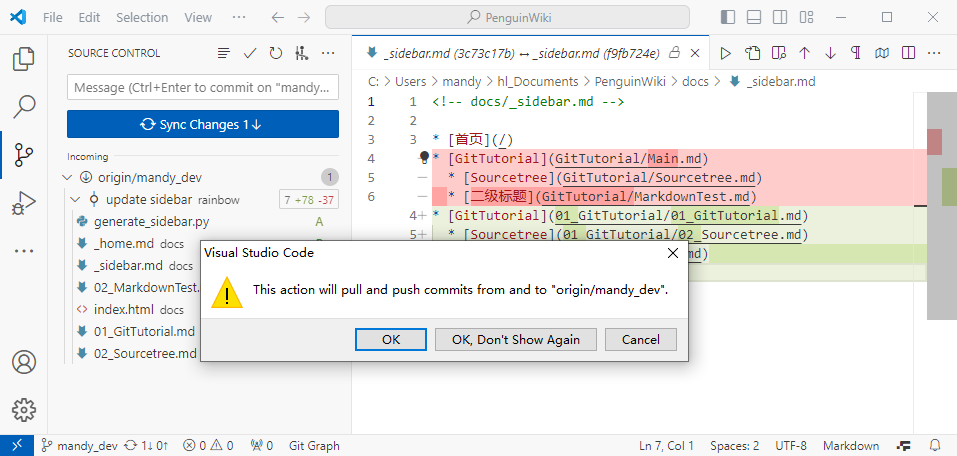 File Edit Selection View ··· PenguinWiki
SOURCE CONTROL
Message (Ctrl+Enter to commit on "mandy...
Sync Changes 1↓
Incoming
origin/mandy_dev 1
update sidebar rainbow 7 +78 -37
generate_sidebar.py A
_home.md docs
_sidebar.md docs
02_MarkdownTest.
index.html docs
01_GitTutorial.md
02_Sourcetree.md
_sidebar.md (3c73c17b) ↔ _sidebar.md (f9fb724e)
C: > Users > mandy > hl_Documents > PenguinWiki > docs > _sidebar.md
1 1 <!-- docs/_sidebar.md -->
2 2
3 3 * [首页](/)
4 — * [GitTutorial](GitTutorial/Main.md)
5 — * [Sourcetree](GitTutorial/Sourcetree.md)
6 — * [二级标题](GitTutorial/MarkdownTest.md)
4+ * [GitTutorial](01_GitTutorial/01_GitTutorial.md)
5+ * [Sourcetree](01_GitTutorial/02_Sourcetree.md)
md)
Visual Studio Code
This action will pull and push commits from and to "origin/mandy_dev".
OK
OK, Don't Show Again
Cancel
mandy_dev 1↓ 0↑ 0 0 0 Git Graph Ln 7, Col 1 Spaces: 2 UTF-8 Markdown